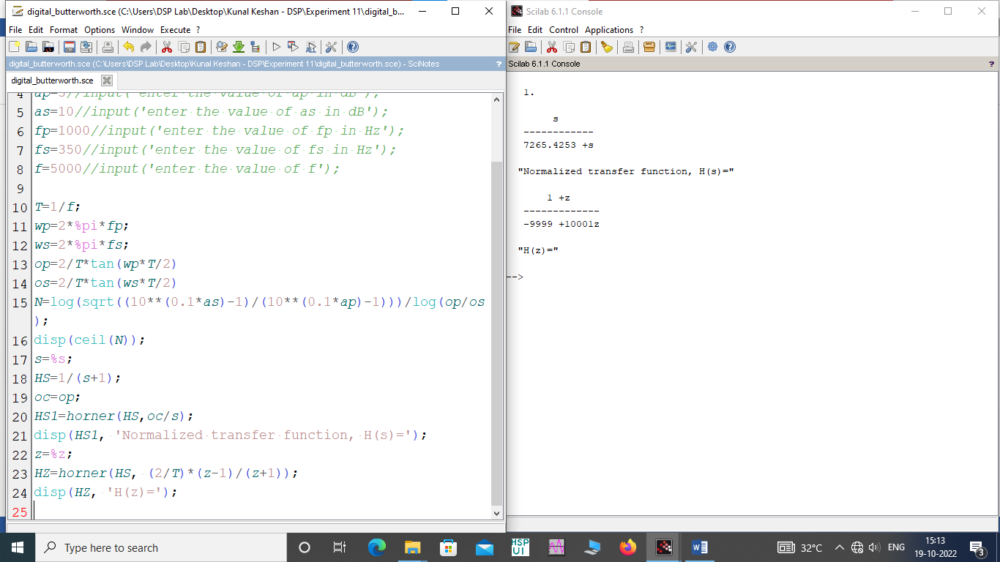 digital_butterworth.sce (C:\Users\DSP Lab\Desktop\Kunal Keshan - DSP\Experiment 11\digital_b...
File Edit Format Options Window Execute ?
digital_butterworth.sce (C:\Users\DSP Lab\Desktop\Kunal Keshan - DSP\Experiment 11\digital_butterworth.sce) - SciNotes ?
digital_butterworth.sce
4 ap=3//input('enter the value of ap in dB');
5 as=10//input('enter the value of as in dB');
6 fp=1000//input('enter the value of fp in Hz');
7 fs=350//input('enter the value of fs in Hz');
8 f=5000//input('enter the value of f');
9
10 T=1/f;
11 wp=2*%pi*fp;
12 ws=2*%pi*fs;
13 op=2/T*tan(wp*T/2)
14 os=2/T*tan(ws*T/2)
15 N=log(sqrt((10**(0.1*as)-1)/(10**(0.1*ap)-1)))/log(op/os
);
16 disp(ceil(N));
17 s=%s;
18 HS=1/(s+1);
19 oc=op;
20 HS1=horner(HS,oc/s);
21 disp(HS1, 'Normalized transfer function, H(s)=');
22 z=%z;
23 HZ=horner(HS, (2/T)*(z-1)/(z+1));
24 disp(HZ, 'H(z)=');
25
Scilab 6.1.1 Console
File Edit Control Applications ?
Scilab 6.1.1 Console ?
1.
s
------------
7265.4253 +s
"Normalized transfer function, H(s)="
1 +z
-------------
-9999 +10001z
"H(z)="
-->
Type here to search
HSP
UI
W
32°C
ENG
15:13
19-10-2022
3